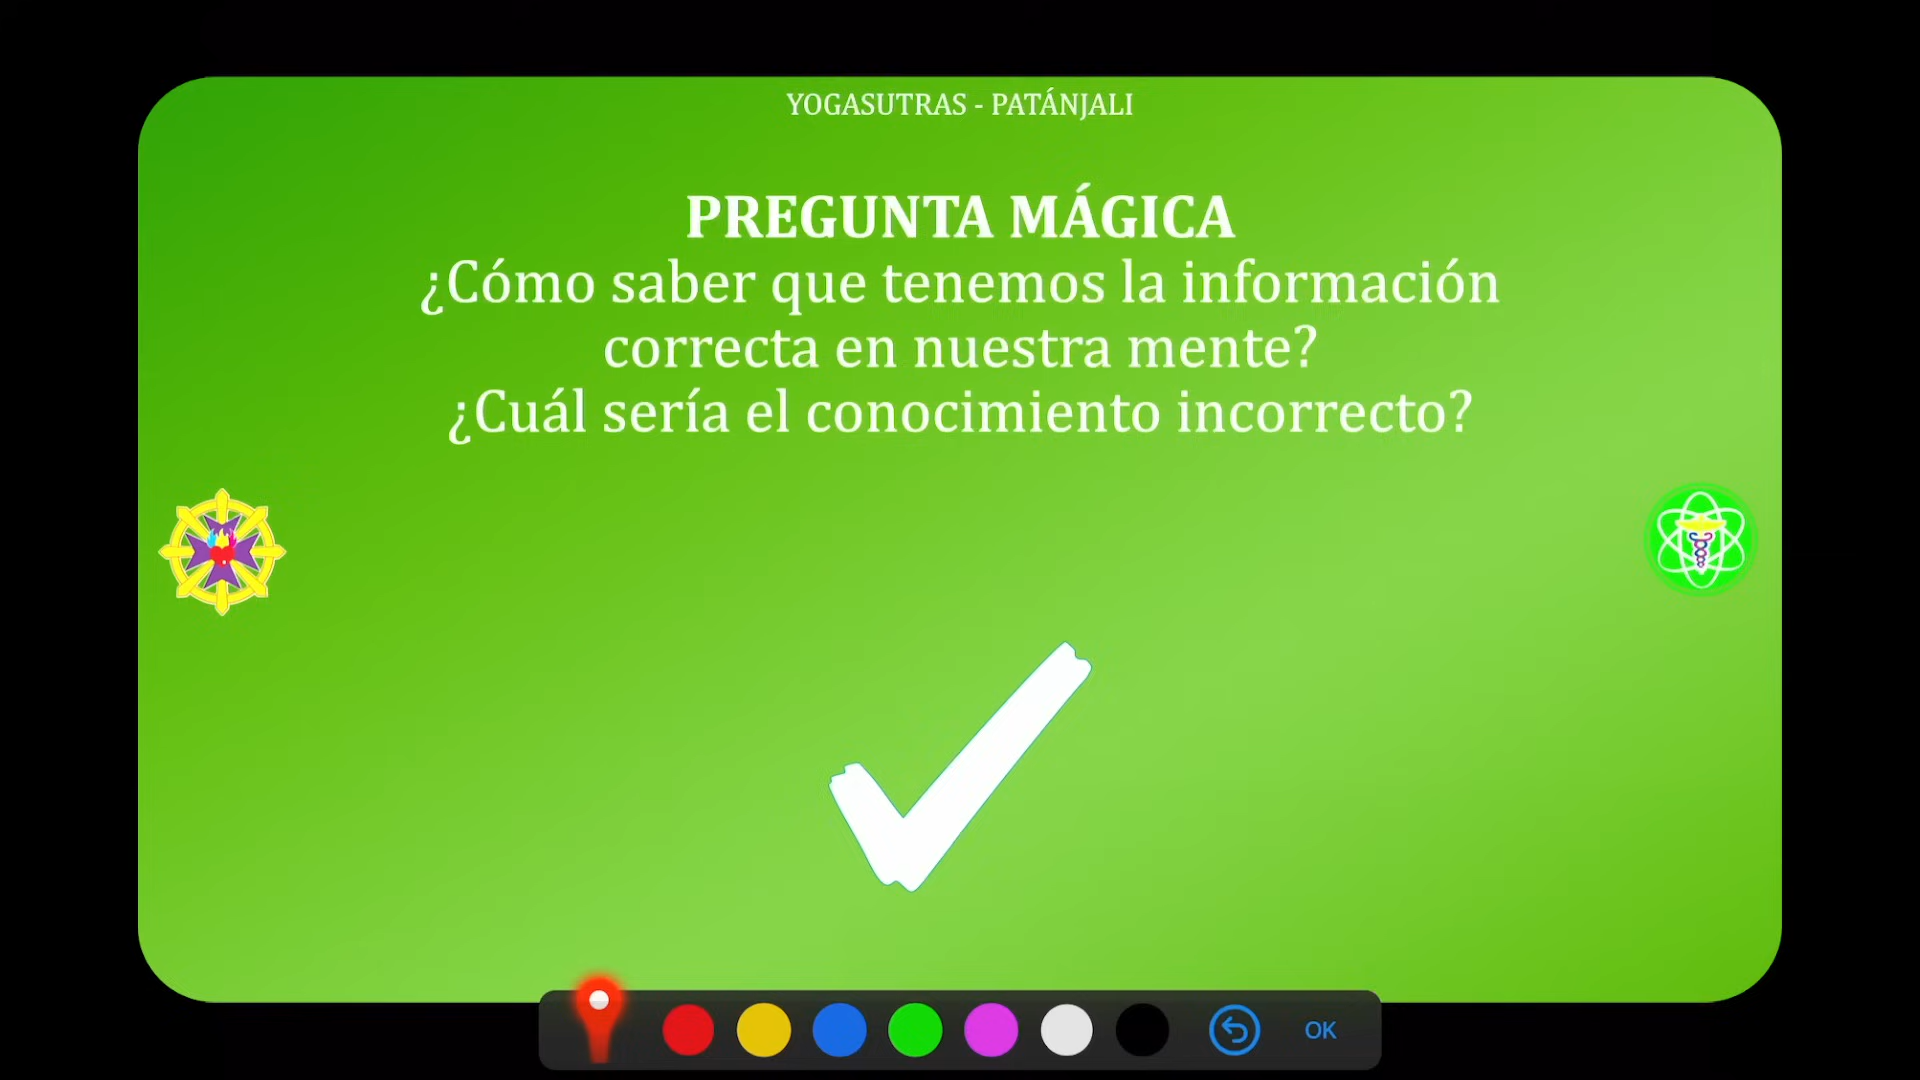 YOGASUTRAS - PATÁNJALI
PREGUNTA MÁGICA
¿Cómo saber que tenemos la información
correcta en nuestra mente?
¿Cuál sería el conocimiento incorrecto?
OK